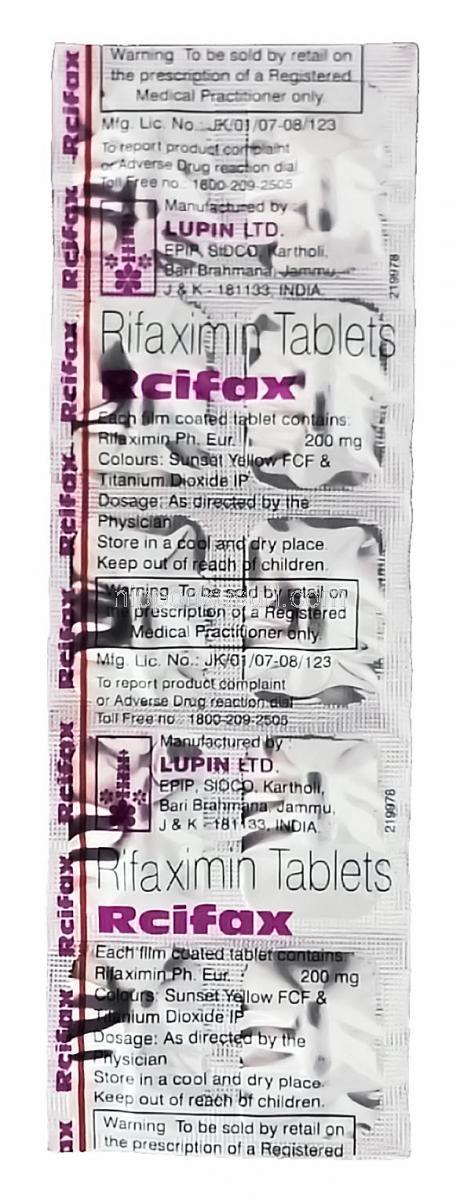 Warning To be sold by retail on
the prescription of a Registered
Medical Practitioner only.
Mfg. Lic. No.: JK/01/07-08/123
To report product complaint
or Adverse Drug reaction dial
Toll Free no.: 1800-209-2505
Manufactured by :
LUPIN LTD.
EPIP, SIDCO, Kartholi,
Bari Brahmana, Jammu,
J & K - 181133, INDIA.
219978
Rifaximin Tablets
Rcifax
Each film coated tablet contains:
Rifaximin Ph. Eur. 200 mg
Colours: Sunset Yellow FCF &
Titanium Dioxide IP
Dosage: As directed by the
Physician
Store in a cool and dry place.
Keep out of reach of children.
Warning To be sold by retail on
the prescription of a Registered
Medical Practitioner only.
Mfg. Lic. No.: JK/01/07-08/123
To report product complaint
or Adverse Drug reaction dial
Toll Free no.: 1800-209-2505
Manufactured by :
LUPIN LTD.
EPIP, SIDCO, Kartholi,
Bari Brahmana, Jammu,
J & K - 181133, INDIA.
219978
Rifaximin Tablets
Rcifax
Each film coated tablet contains:
Rifaximin Ph. Eur. 200 mg
Colours: Sunset Yellow FCF &
Titanium Dioxide IP
Dosage: As directed by the
Physician
Store in a cool and dry place.
Keep out of reach of children.
Warning To be sold by retail on
the prescription of a Registered
Rcifax Rcifax Rcifax Rcifax Rcifax Rcifax Rcifax Rcifax